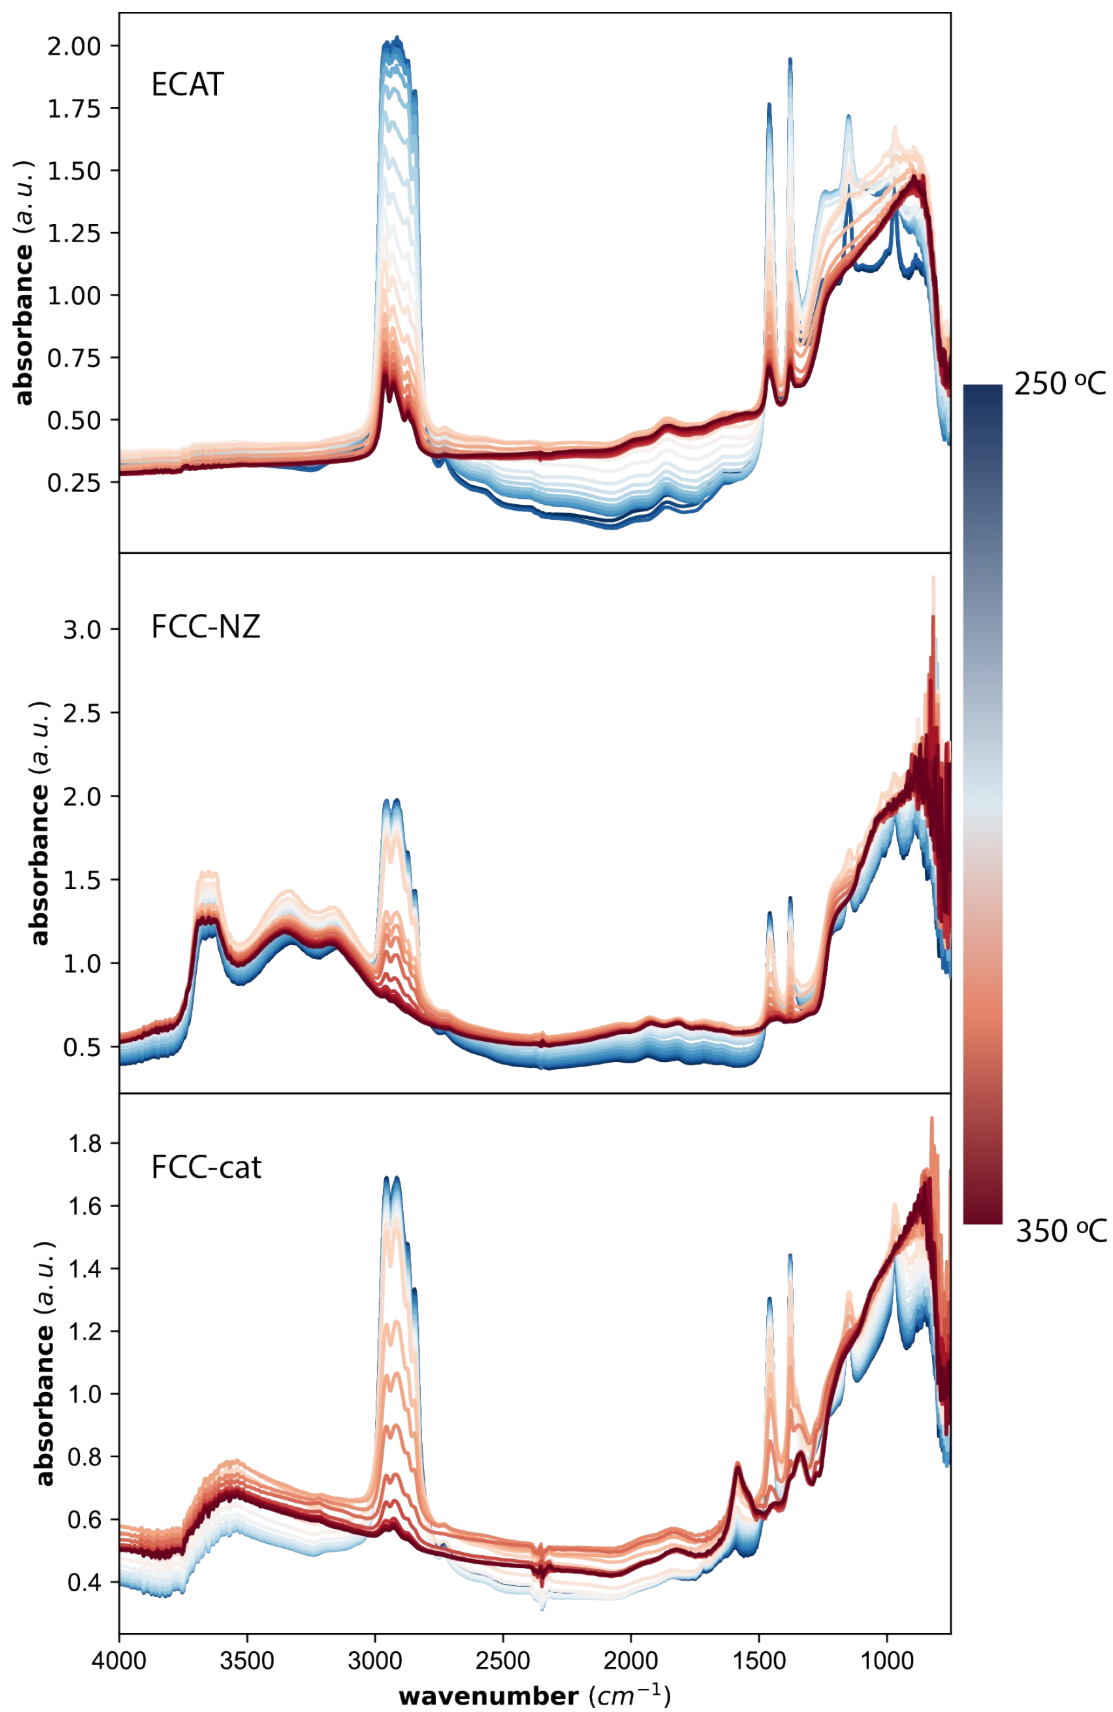 ECAT
2.00
1.75
1.50
1.25
1.00
0.75
0.50
0.25
absorbance (a.u.)
250 ºC
FCC-NZ
3.0
2.5
2.0
1.5
1.0
0.5
absorbance (a.u.)
FCC-cat
1.8
1.6
1.4
1.2
1.0
0.8
0.6
0.4
absorbance (a.u.)
350 ºC
4000 3500 3000 2500 2000 1500 1000
wavenumber (cm⁻¹)